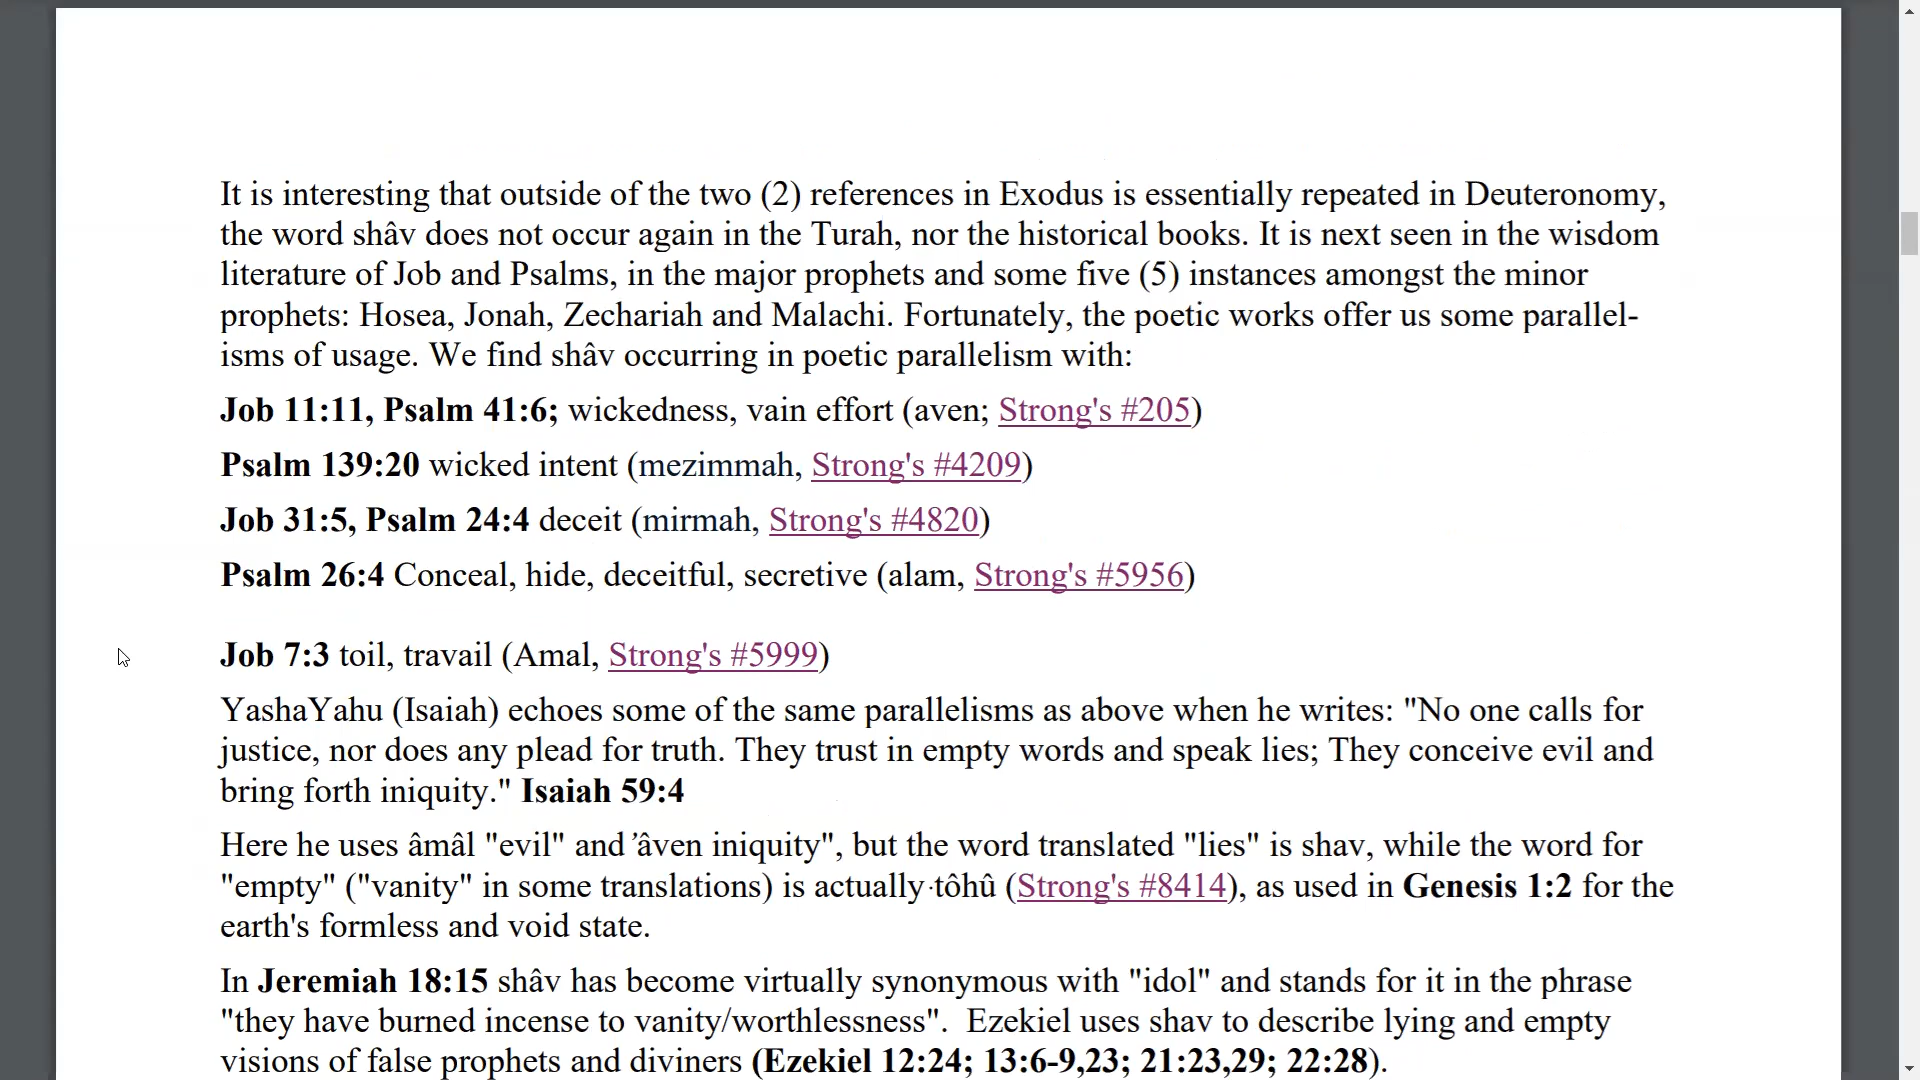 It is interesting that outside of the two (2) references in Exodus is essentially repeated in Deuteronomy,
the word shâv does not occur again in the Turah, nor the historical books. It is next seen in the wisdom
literature of Job and Psalms, in the major prophets and some five (5) instances amongst the minor
prophets: Hosea, Jonah, Zechariah and Malachi. Fortunately, the poetic works offer us some parallel-
isms of usage. We find shâv occurring in poetic parallelism with:
Job 11:11, Psalm 41:6; wickedness, vain effort (aven; Strong's #205)
Psalm 139:20 wicked intent (mezimmah, Strong's #4209)
Job 31:5, Psalm 24:4 deceit (mirmah, Strong's #4820)
Psalm 26:4 Conceal, hide, deceitful, secretive (alam, Strong's #5956)
Job 7:3 toil, travail (Amal, Strong's #5999)
YashaYahu (Isaiah) echoes some of the same parallelisms as above when he writes: "No one calls for
justice, nor does any plead for truth. They trust in empty words and speak lies; They conceive evil and
bring forth iniquity." Isaiah 59:4
Here he uses âmâl "evil" and ʼâven iniquity", but the word translated "lies" is shav, while the word for
"empty" ("vanity" in some translations) is actually·tôhû (Strong's #8414), as used in Genesis 1:2 for the
earth's formless and void state.
In Jeremiah 18:15 shâv has become virtually synonymous with "idol" and stands for it in the phrase
"they have burned incense to vanity/worthlessness".  Ezekiel uses shav to describe lying and empty
visions of false prophets and diviners (Ezekiel 12:24; 13:6-9,23; 21:23,29; 22:28).